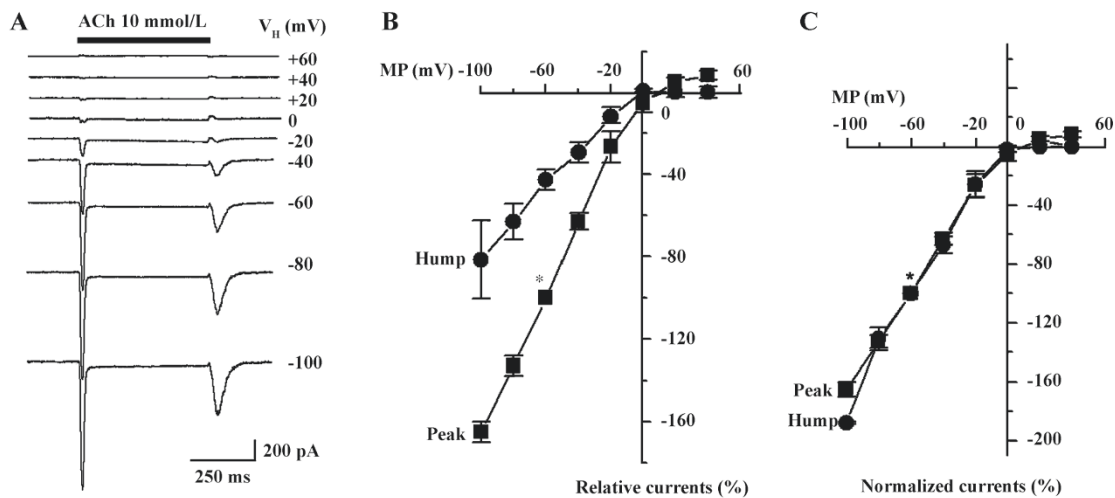 A
ACh 10 mmol/L
V_H (mV)
+60
+40
+20
0
-20
-40
-60
-80
-100
200 pA
250 ms
B
MP (mV)
-100
-60
-20
60
0
-40
-80
-120
-160
Hump
*
Peak
Relative currents (%)
C
MP (mV)
-100
-60
-20
0
60
-40
-80
-120
-160
-200
*
Peak
Hump
Normalized currents (%)